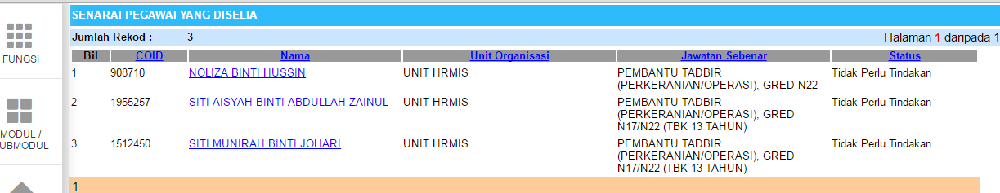 SENARAI PEGAWAI YANG DISELIA
Jumlah Rekod : 3 Halaman 1 daripada 1
FUNGSI
Bil COID Nama Unit Organisasi Jawatan Sebenar Status
1 908710 NOLIZA BINTI HUSSIN UNIT HRMIS PEMBANTU TADBIR Tidak Perlu Tindakan
(PERKERANIAN/OPERASI), GRED N22
2 1955257 SITI AISYAH BINTI ABDULLAH ZAINUL UNIT HRMIS PEMBANTU TADBIR Tidak Perlu Tindakan
(PERKERANIAN/OPERASI), GRED
N17/N22 (TBK 13 TAHUN)
MODUL /
UBMODUL
3 1512450 SITI MUNIRAH BINTI JOHARI UNIT HRMIS PEMBANTU TADBIR Tidak Perlu Tindakan
(PERKERANIAN/OPERASI), GRED
N17/N22 (TBK 13 TAHUN)
1